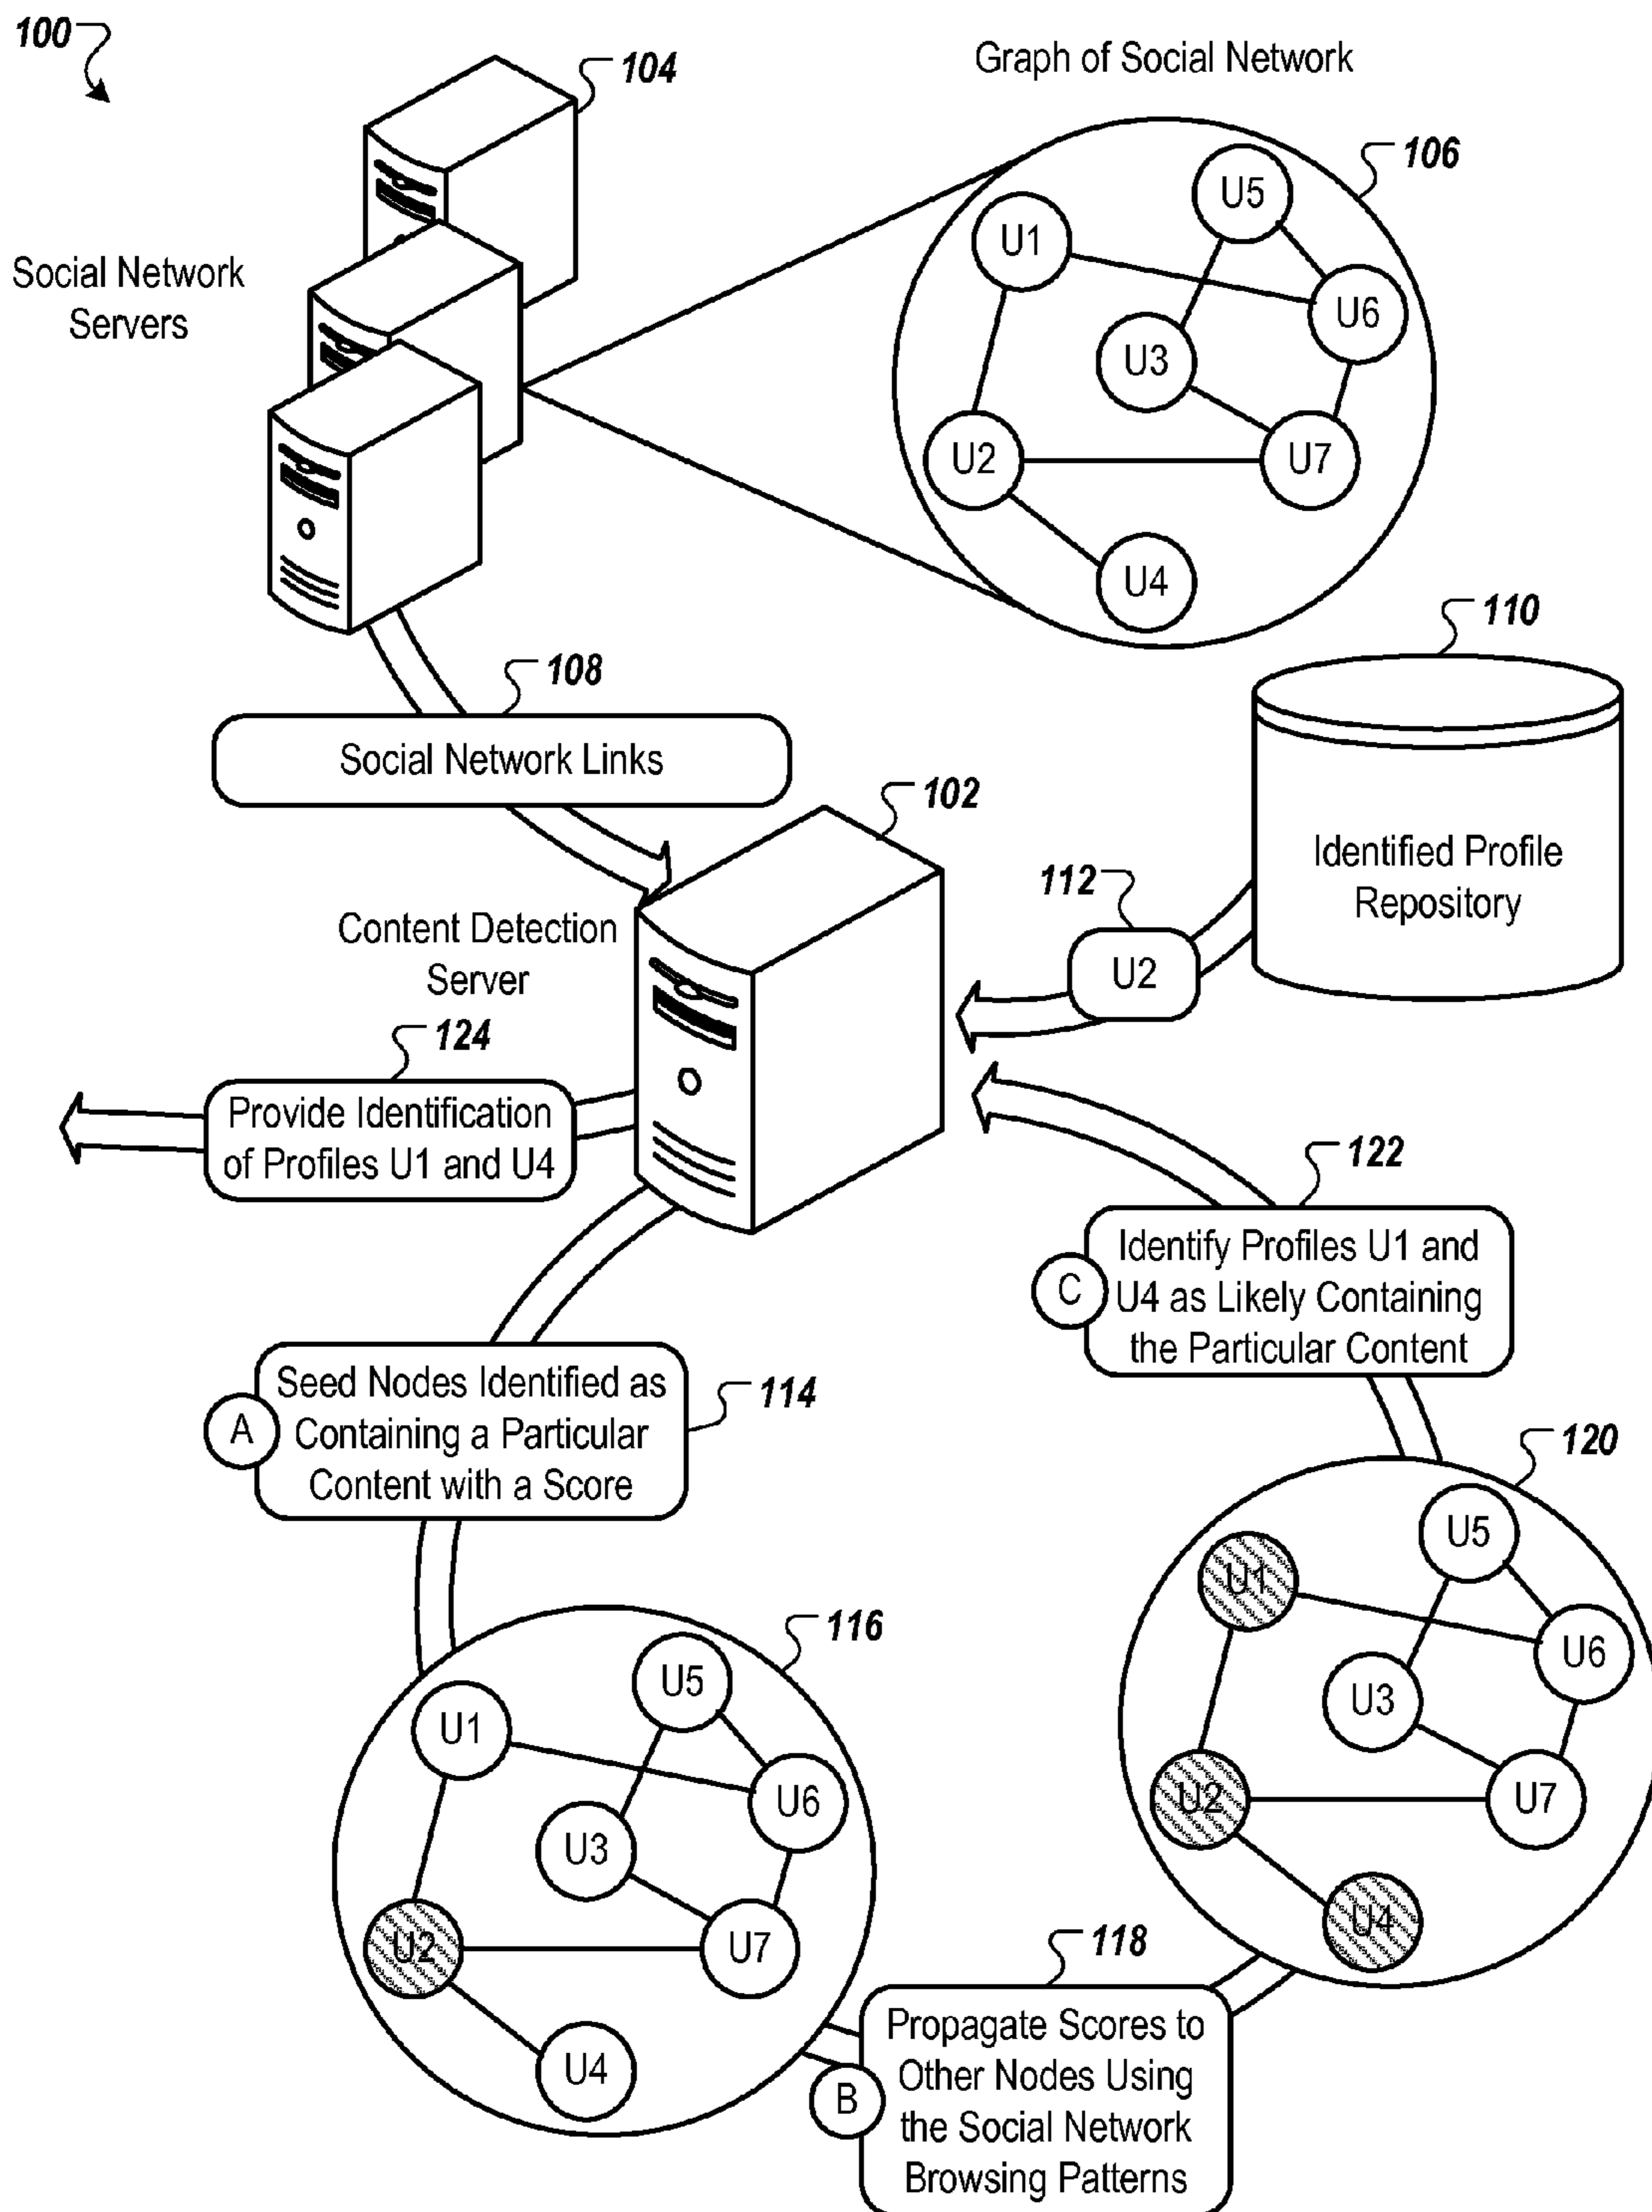 100
104
Graph of Social Network
106
Social Network
Servers
U1
U5
U6
U3
U2
U7
U4
108
Social Network Links
110
Identified Profile
Repository
102
Content Detection
Server
112
U2
124
Provide Identification
of Profiles U1 and U4
122
C
Identify Profiles U1 and
U4 as Likely Containing
the Particular Content
A
Seed Nodes Identified as
Containing a Particular
Content with a Score
114
116
U1
U5
U6
U3
U2
U7
U4
120
U1
U5
U6
U3
U2
U7
U4
118
B
Propagate Scores to
Other Nodes Using
the Social Network
Browsing Patterns